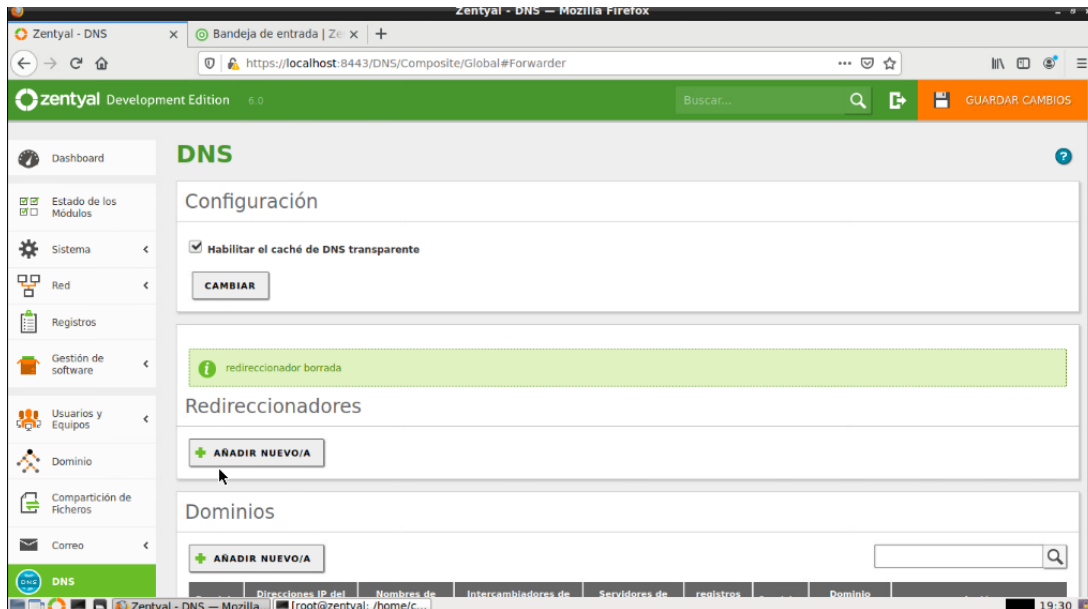 Zentyal - DNS — Mozilla Firefox
Zentyal - DNS
Bandeja de entrada | Ze
https://localhost:8443/DNS/Composite/Global#Forwarder
zentyal Development Edition 6.0
Buscar...
GUARDAR CAMBIOS
Dashboard
Estado de los
Módulos
Sistema
Red
Registros
Gestión de
software
Usuarios y
Equipos
Dominio
Compartición de
Ficheros
Correo
DNS
DNS
?
Configuración
Habilitar el caché de DNS transparente
CAMBIAR
i redireccionador borrada
Redireccionadores
AÑADIR NUEVO/A
Dominios
AÑADIR NUEVO/A
Direcciones IP del
Nombres de
Intercambiadores de
Servidores de
registros
Dominio
Zentyal - DNS — Mozilla...
[root@zentyal: /home/c...
19:30